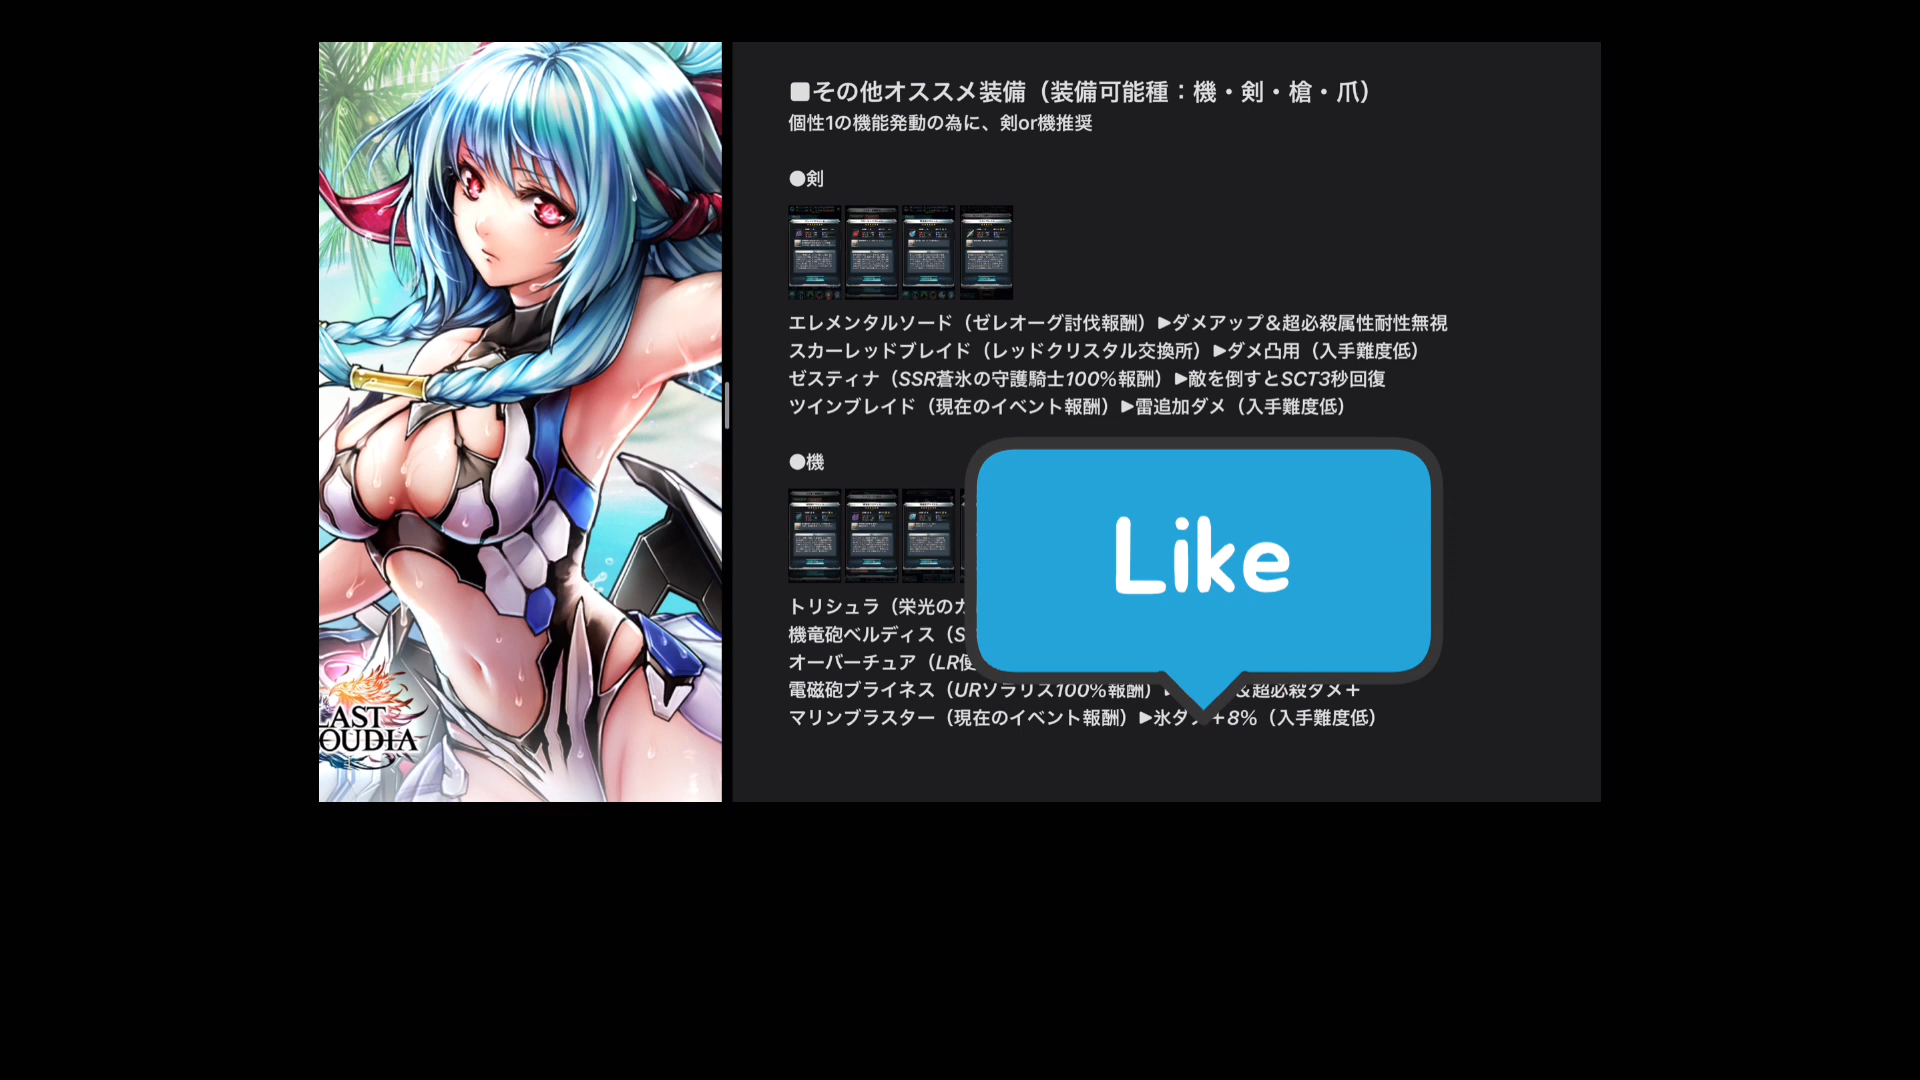 ■その他オススメ装備（装備可能種：機・剣・槍・爪）
個性1の機能発動の為に、剣or機推奨
●剣
エレメンタルソード（ゼレオーグ討伐報酬）▶ダメアップ＆超必殺属性耐性無視
スカーレッドブレイド（レッドクリスタル交換所）▶ダメ凸用（入手難度低）
ゼスティナ（SSR蒼氷の守護騎士100%報酬）▶敵を倒すとSCT3秒回復
ツインブレイド（現在のイベント報酬）▶雷追加ダメ（入手難度低）
●機
トリシュラ（栄光のカ
機竜砲ベルディス（S
オーバーチュア（LR使
電磁砲ブライネス（URソラリス100%報酬） ＆超必殺ダメ＋
マリンブラスター（現在のイベント報酬）▶氷ダメ＋8%（入手難度低）
Like
LAST
CLOUDIA